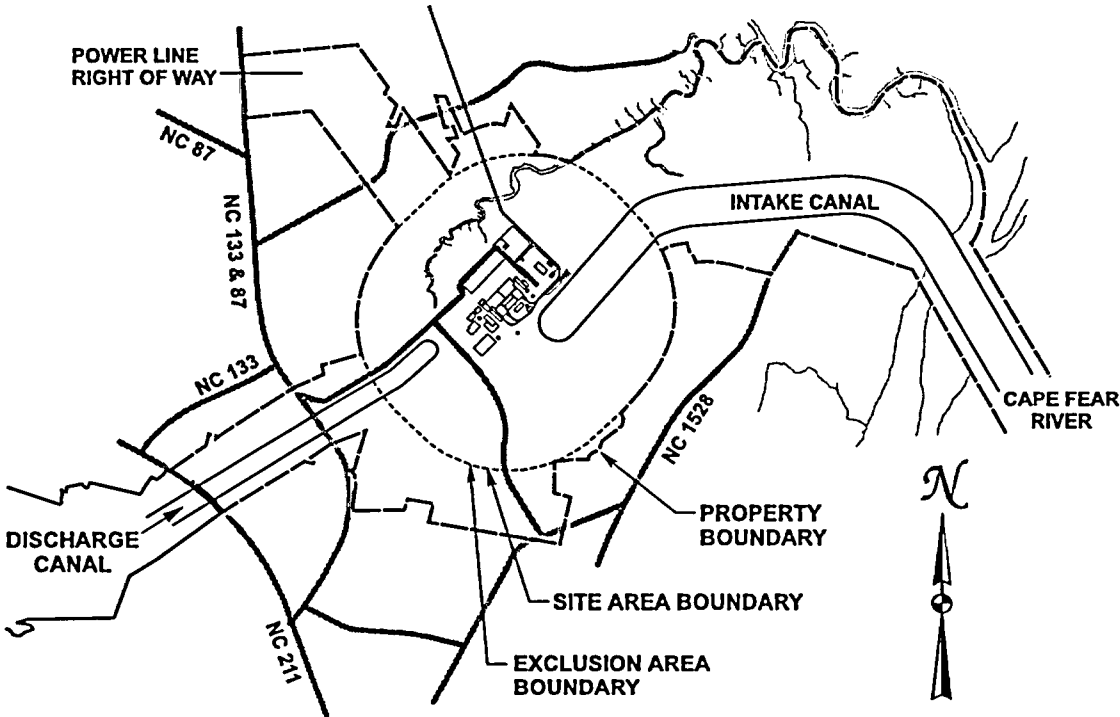 POWER LINE
RIGHT OF WAY
NC 87
NC 133 & 87
INTAKE CANAL
NC 133
CAPE FEAR
RIVER
NC 1528
N
PROPERTY
BOUNDARY
DISCHARGE
CANAL
SITE AREA BOUNDARY
NC 211
EXCLUSION AREA
BOUNDARY